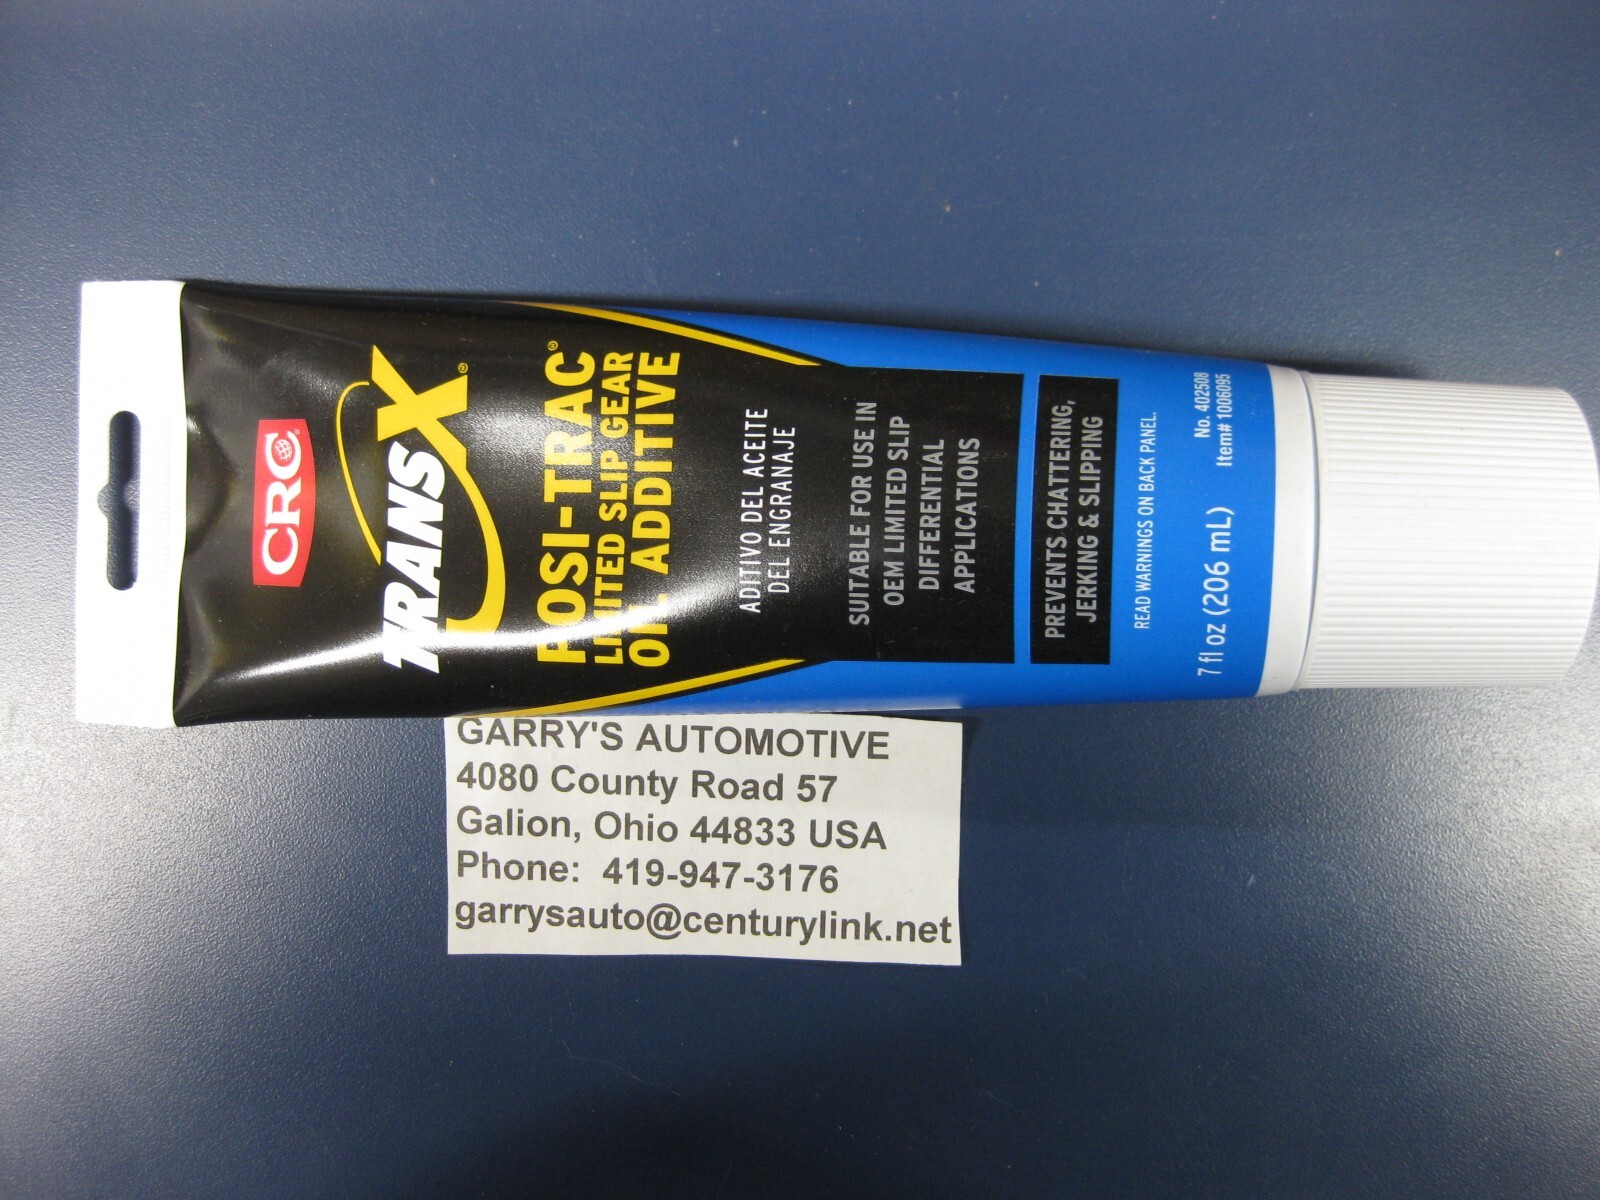 CRC
TRANSX®
POSI-TRAC®
LIMITED SLIP GEAR
OIL ADDITIVE
ADITIVO DEL ACEITE
DEL ENGRANAJE
SUITABLE FOR USE IN
OEM LIMITED SLIP
DIFFERENTIAL
APPLICATIONS
PREVENTS CHATTERING,
JERKING & SLIPPING
READ WARNINGS ON BACK PANEL.
No. 402508
7 fl oz (206 mL) Item# 1006095
GARRY'S AUTOMOTIVE
4080 County Road 57
Galion, Ohio 44833 USA
Phone: 419-947-3176
garrysauto@centurylink.net